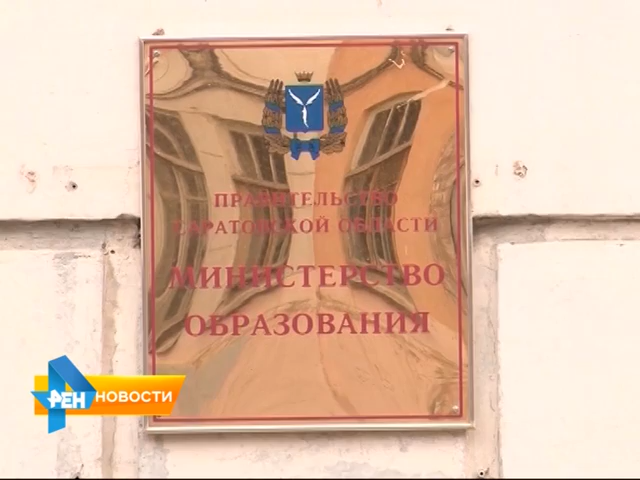 ПРАВИТЕЛЬСТВО
САРАТОВСКОЙ ОБЛАСТИ
МИНИСТЕРСТВО
ОБРАЗОВАНИЯ
РЕН НОВОСТИ